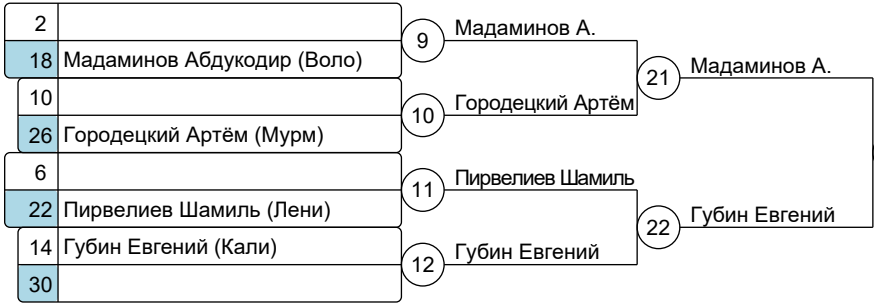 2
18 Мадаминов Абдукодир (Воло)
9
Мадаминов А.
10
26 Городецкий Артём (Мурм)
10
Городецкий Артём
21
Мадаминов А.
6
22 Пирвелиев Шамиль (Лени)
11
Пирвелиев Шамиль
14 Губин Евгений (Кали)
30
12
Губин Евгений
22
Губин Евгений